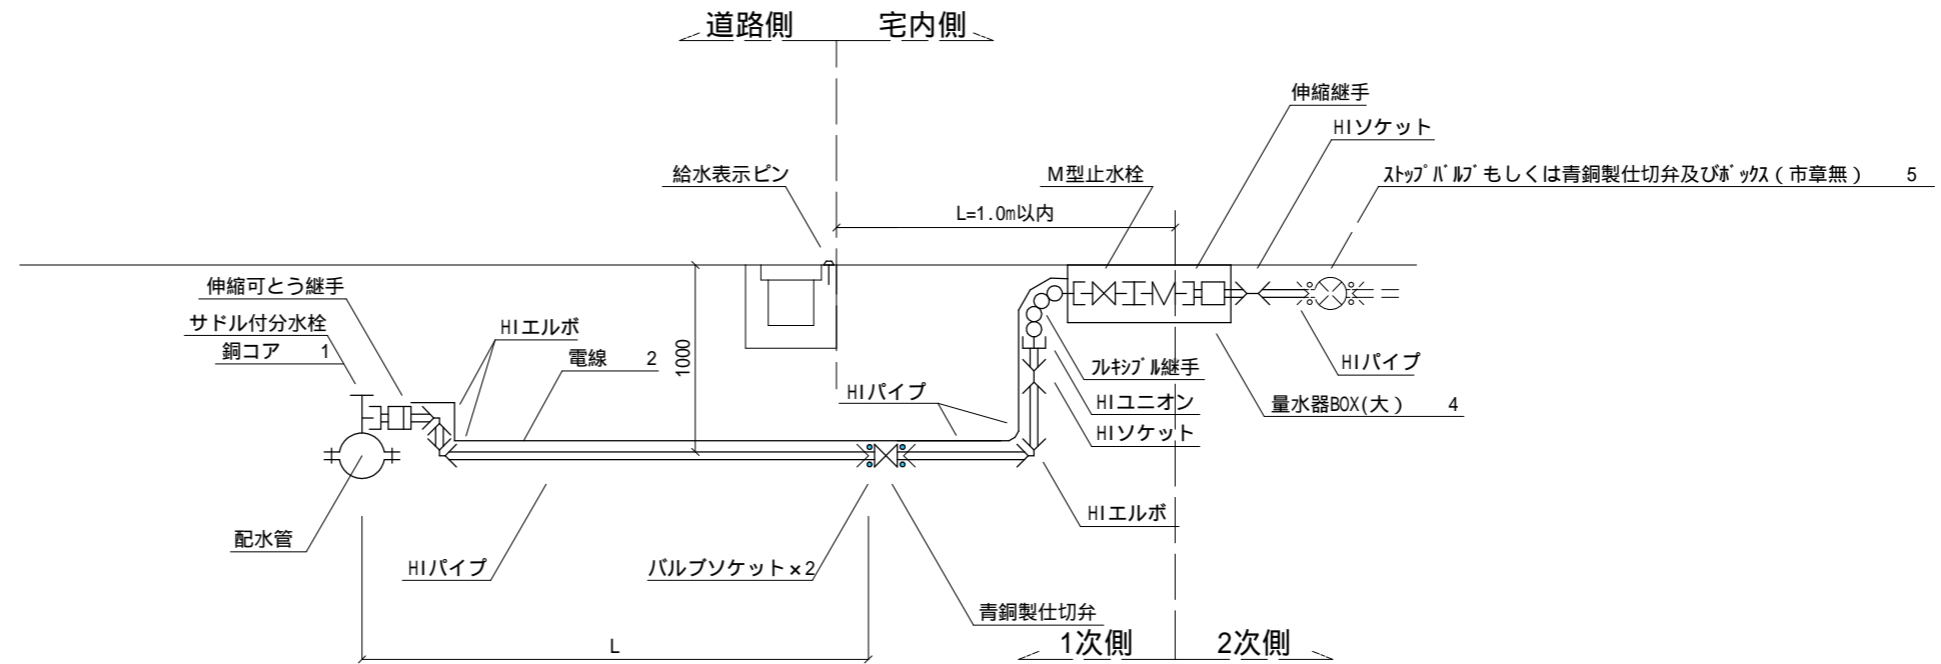 道路側 宅内側
伸縮継手
HIソケット
給水表示ピン
M型止水栓
ストップバルブもしくは青銅製仕切弁及びボックス(市章無) 5
L=1.0m以内
伸縮可とう継手
サドル付分水栓
銅コア 1
HIエルボ
電線 2
1000
HIパイプ
フレキシブル継手
HIユニオン
HIソケット
HIパイプ
量水器BOX(大) 4
配水管
HIパイプ
バルブソケット×2
HIエルボ
青銅製仕切弁
L
1次側 2次側